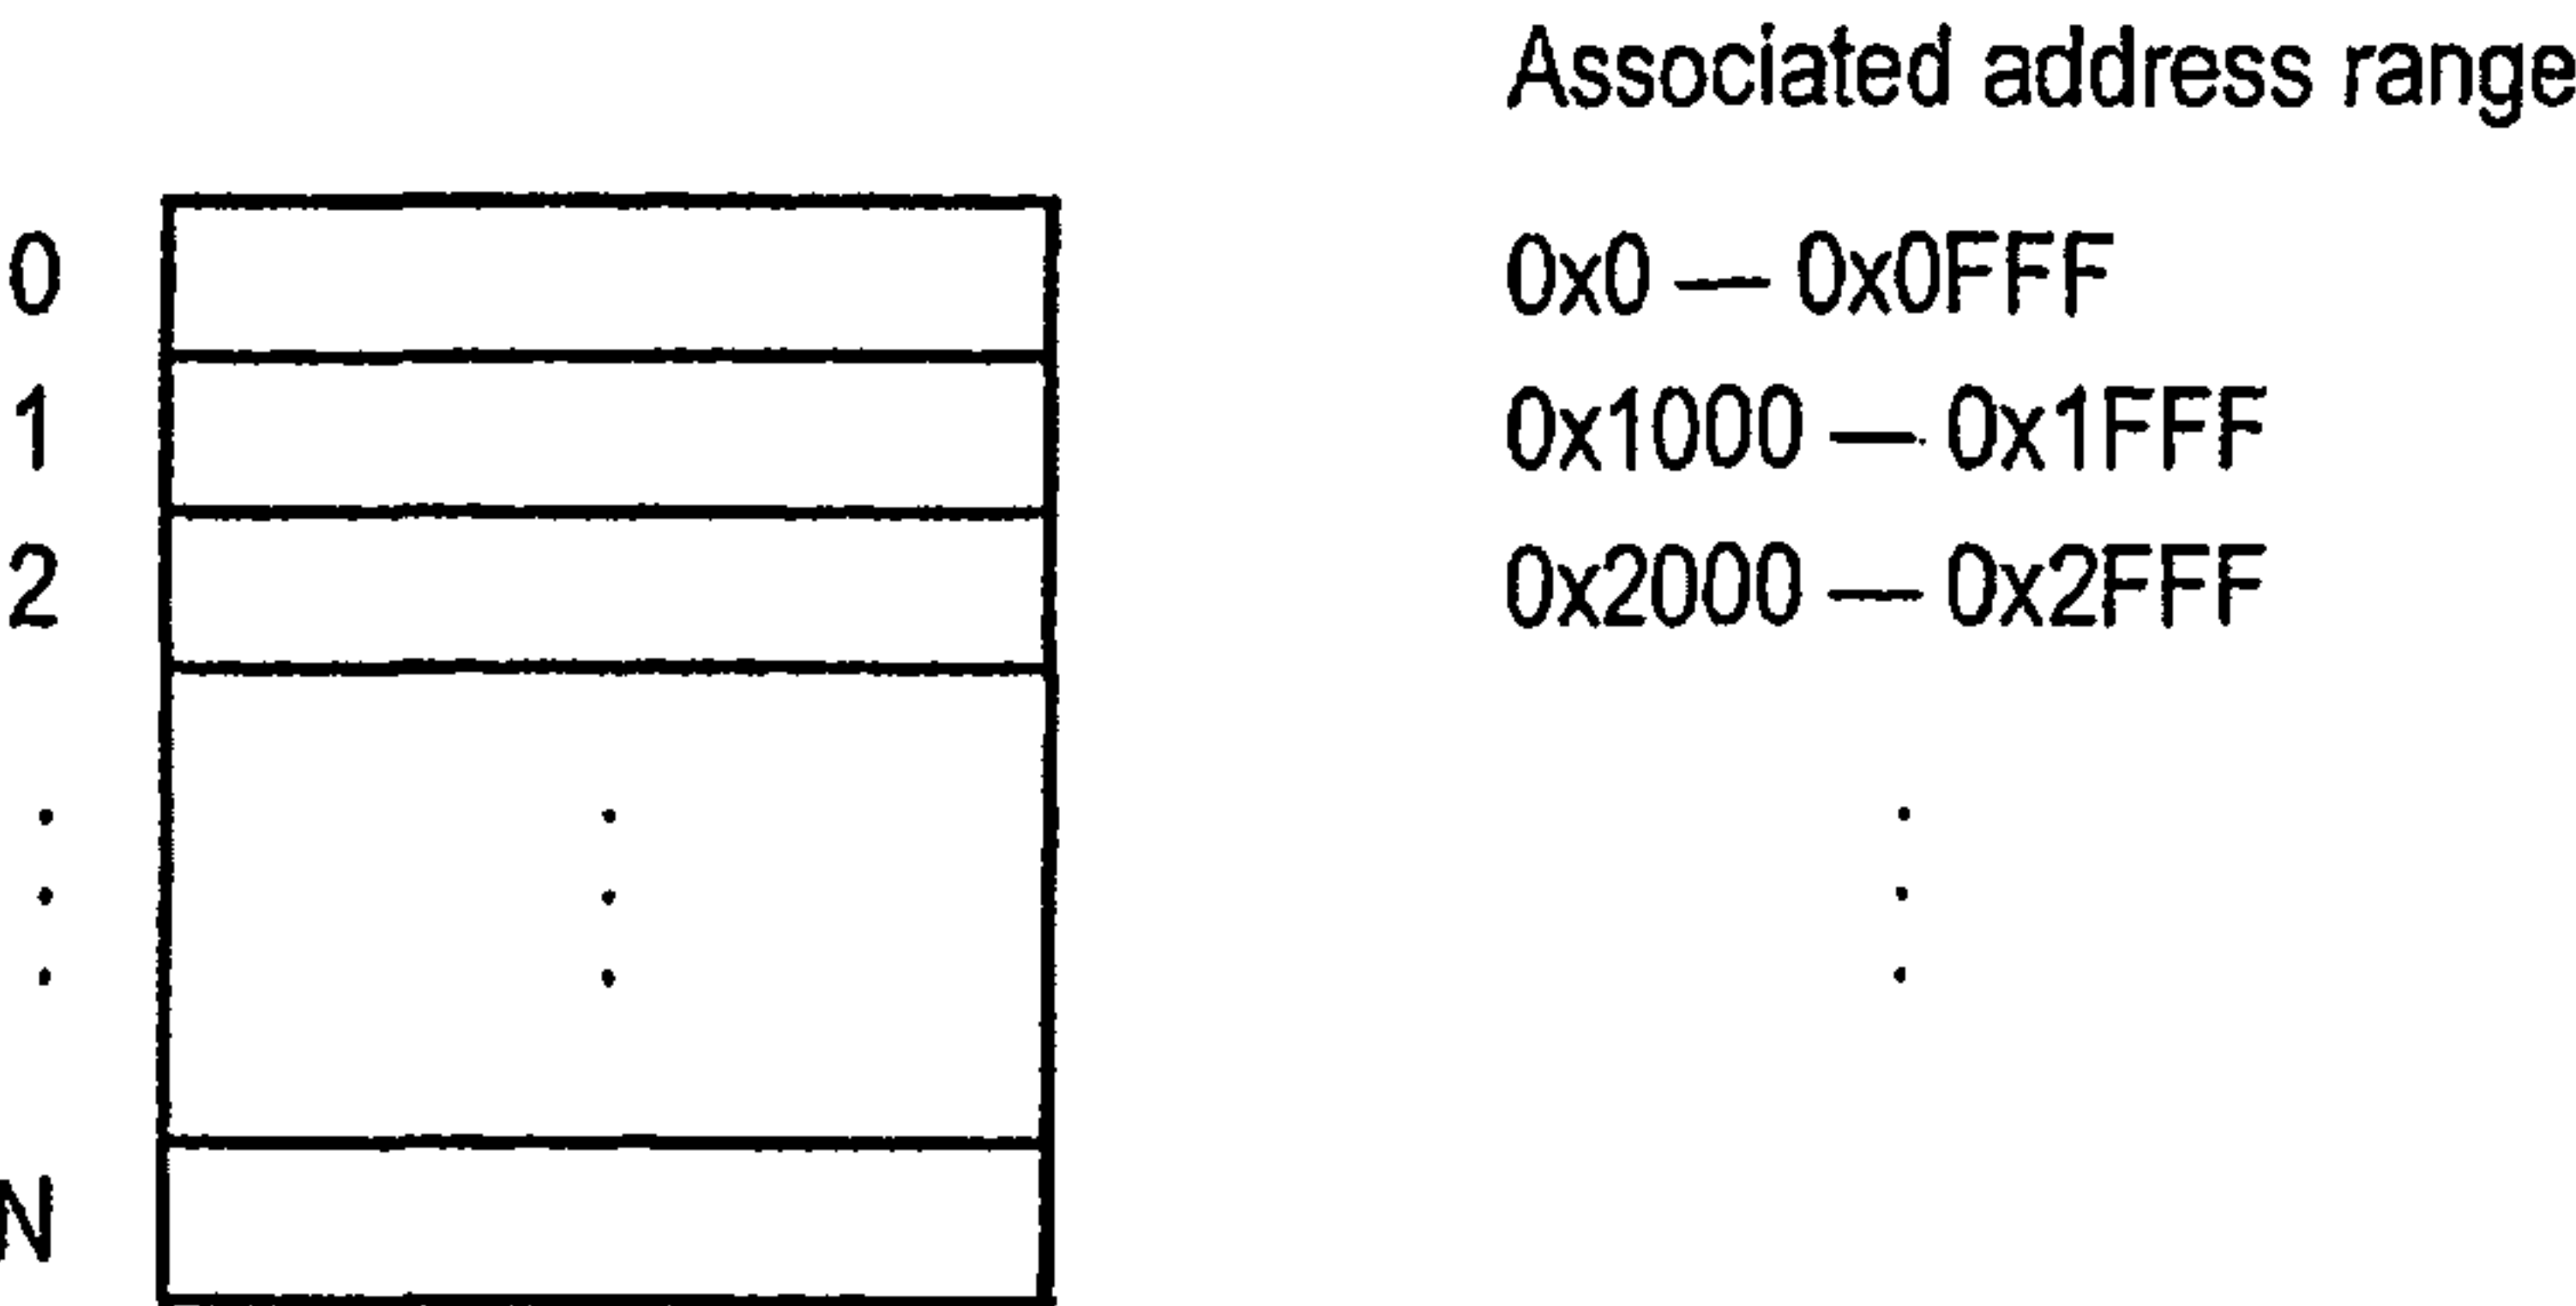 Associated address range
0 0x0 — 0x0FFF
1 0x1000 — 0x1FFF
2 0x2000 — 0x2FFF
N